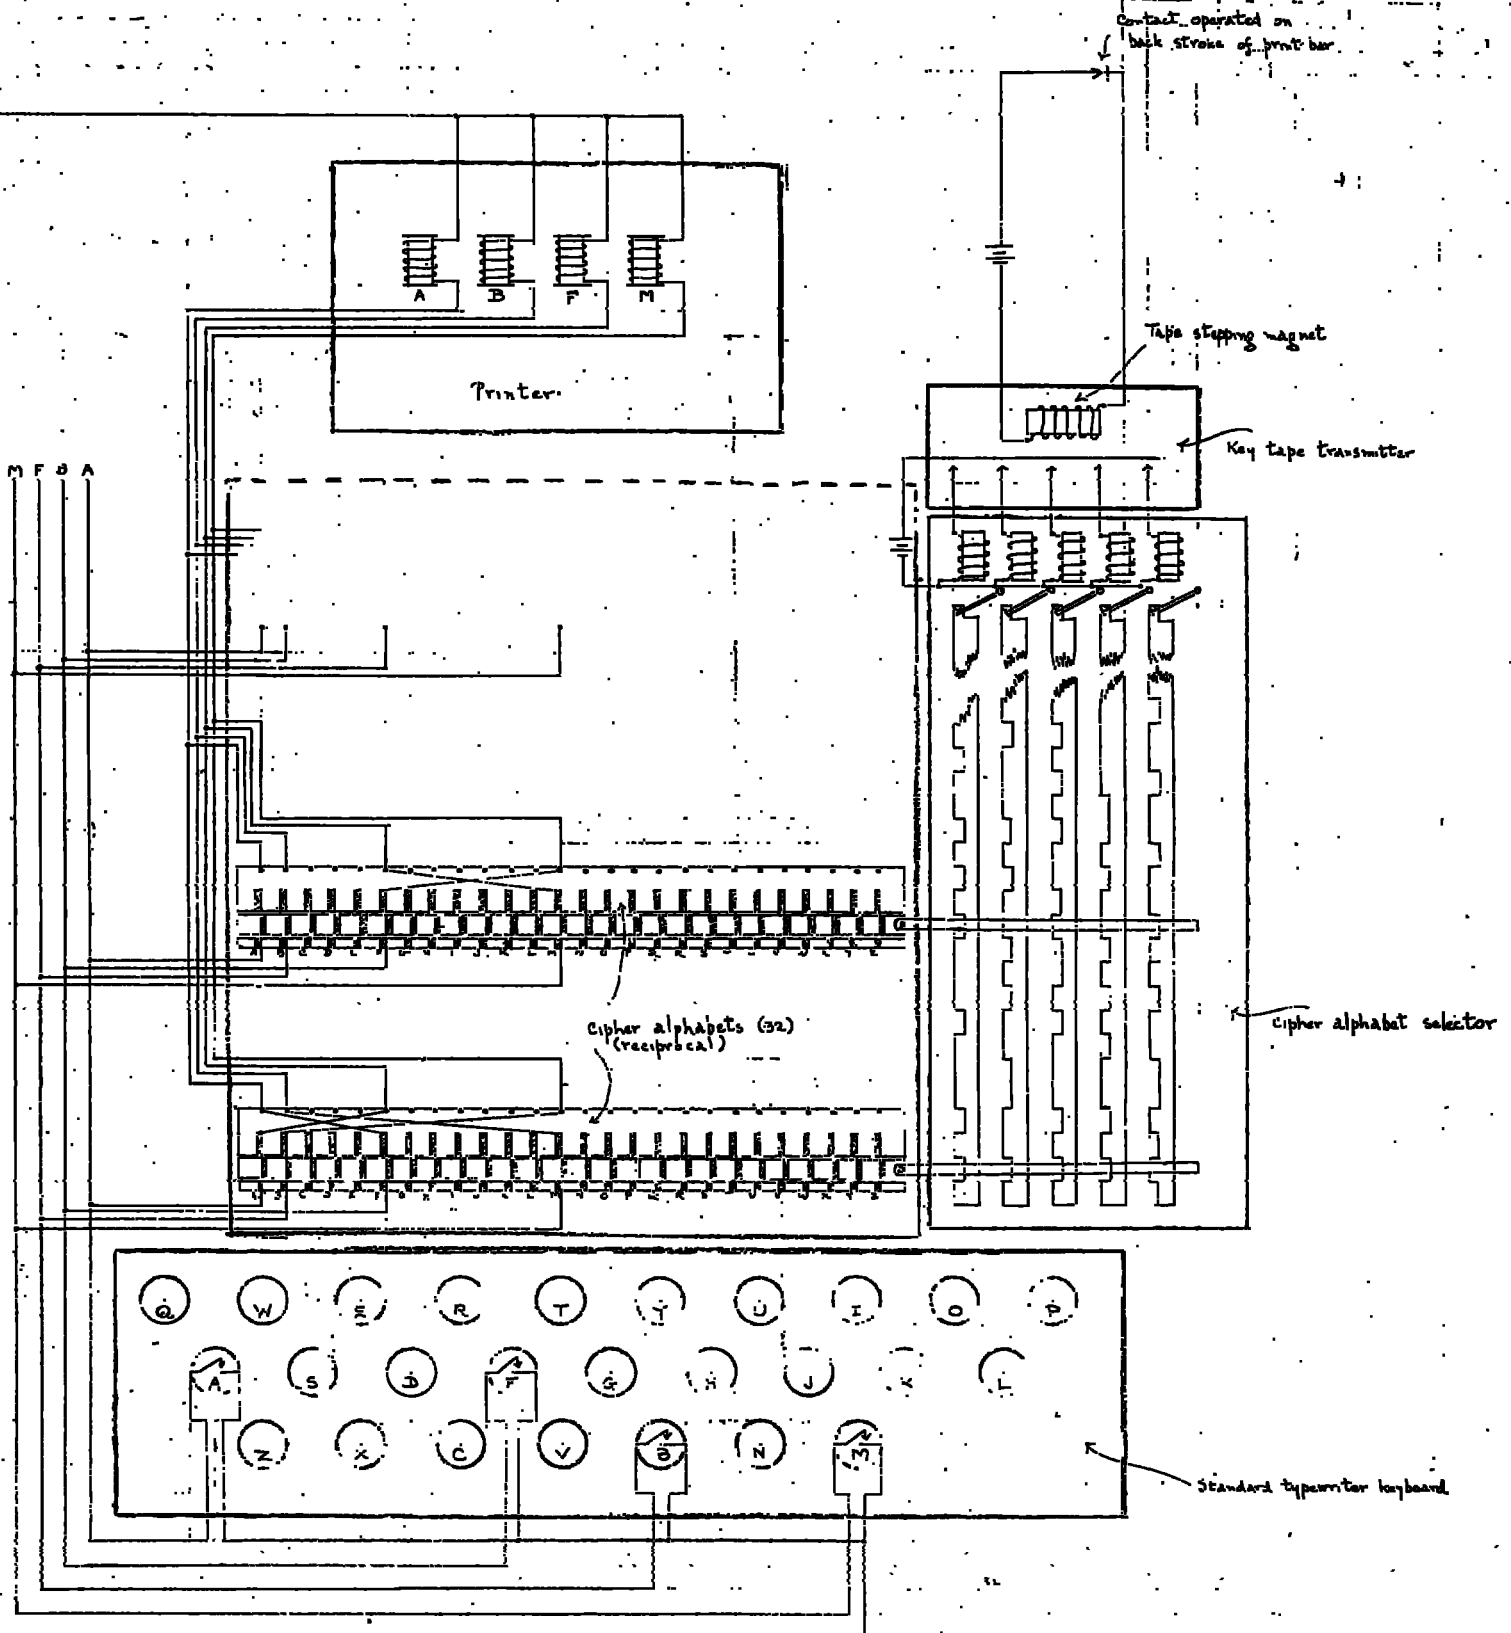 Contact operated on
back stroke of print bar
A B F M
Printer
Tape stepping magnet
Key tape transmitter
M F B A
Cipher alphabets (32)
(reciprocal)
Cipher alphabet selector
Q W E R T Y U I O P
A S D F G H J K L
Z X C V B N M
Standard typewriter keyboard
32